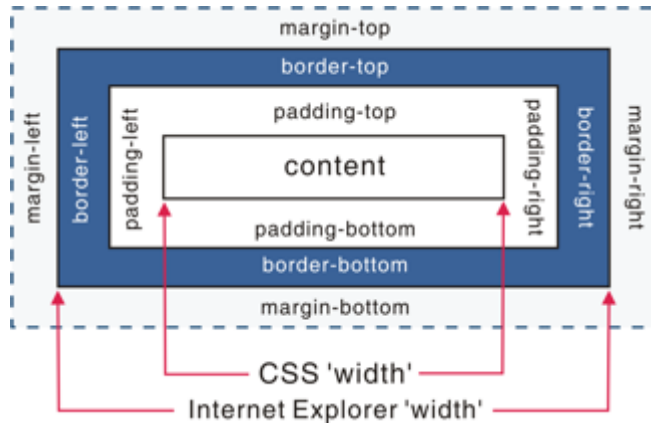 margin-top
border-top
padding-top
margin-left
border-left
padding-left
content
padding-right
border-right
margin-right
padding-bottom
border-bottom
margin-bottom
CSS 'width'
Internet Explorer 'width'